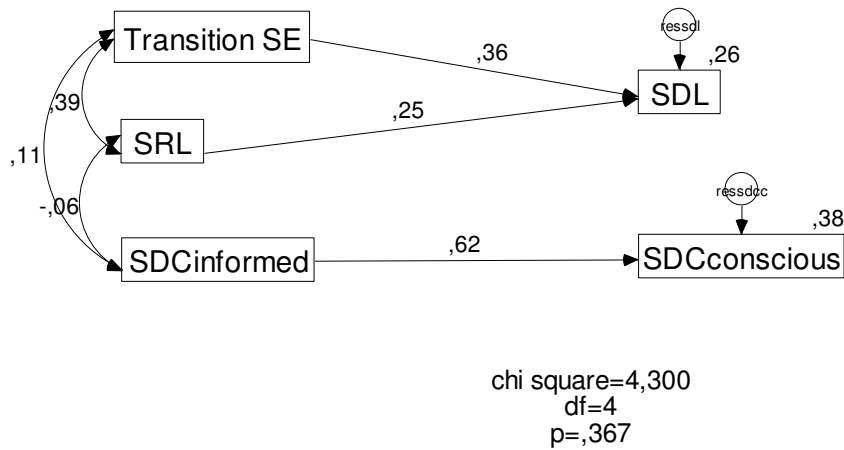 ressdl
Transition SE
,36
,26
SDL
,39
,25
SRL
,11
-,06
ressdcc
,38
,62
SDCinformed
SDCconscious
chi square=4,300
df=4
p=,367